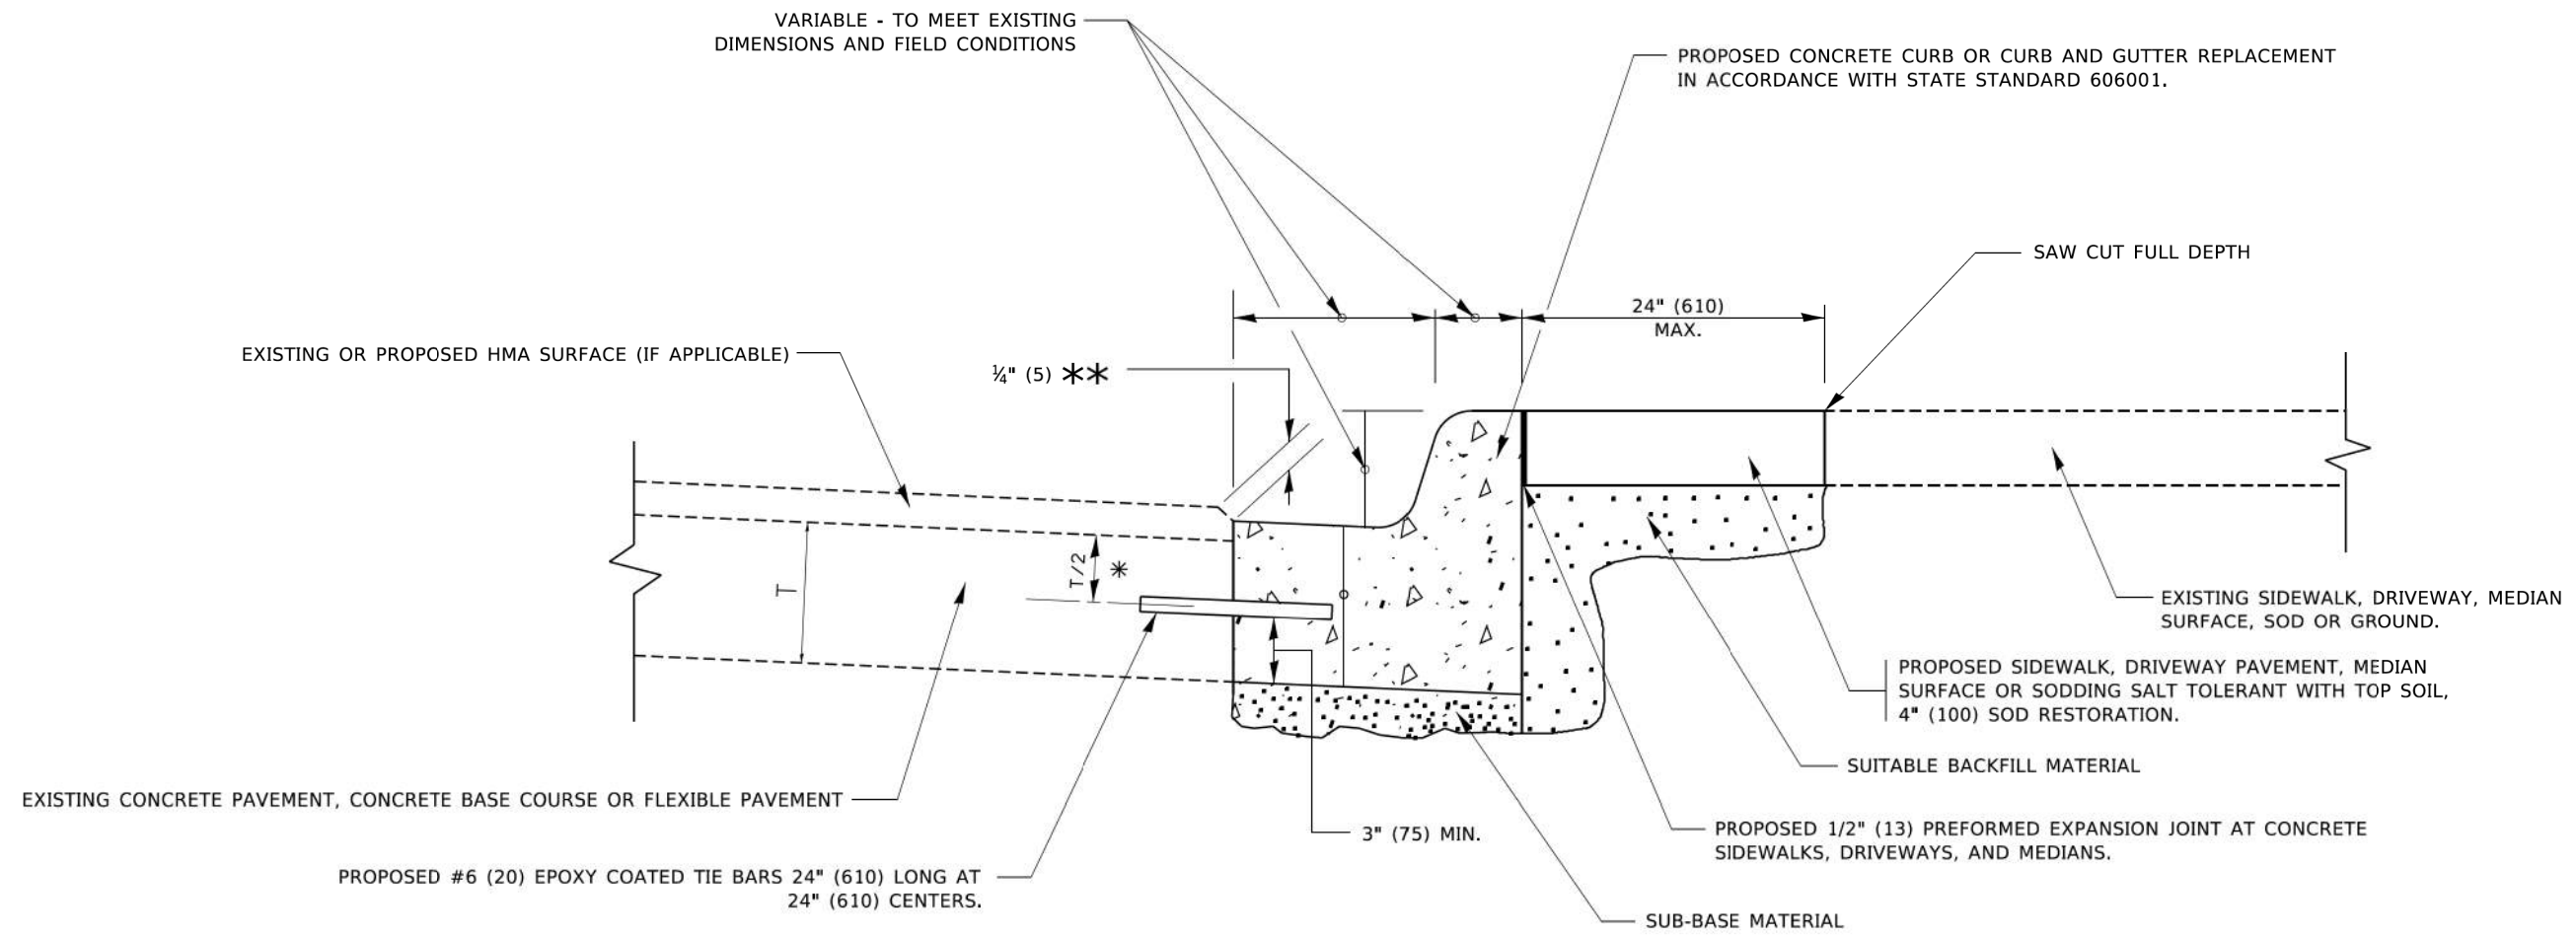 VARIABLE - TO MEET EXISTING
DIMENSIONS AND FIELD CONDITIONS
PROPOSED CONCRETE CURB OR CURB AND GUTTER REPLACEMENT
IN ACCORDANCE WITH STATE STANDARD 606001.
SAW CUT FULL DEPTH
24" (610)
MAX.
EXISTING OR PROPOSED HMA SURFACE (IF APPLICABLE)
¼" (5) **
T/2
*
T
EXISTING SIDEWALK, DRIVEWAY, MEDIAN
SURFACE, SOD OR GROUND.
PROPOSED SIDEWALK, DRIVEWAY PAVEMENT, MEDIAN
SURFACE OR SODDING SALT TOLERANT WITH TOP SOIL,
4" (100) SOD RESTORATION.
SUITABLE BACKFILL MATERIAL
EXISTING CONCRETE PAVEMENT, CONCRETE BASE COURSE OR FLEXIBLE PAVEMENT
3" (75) MIN.
PROPOSED 1/2" (13) PREFORMED EXPANSION JOINT AT CONCRETE
SIDEWALKS, DRIVEWAYS, AND MEDIANS.
PROPOSED #6 (20) EPOXY COATED TIE BARS 24" (610) LONG AT
24" (610) CENTERS.
SUB-BASE MATERIAL